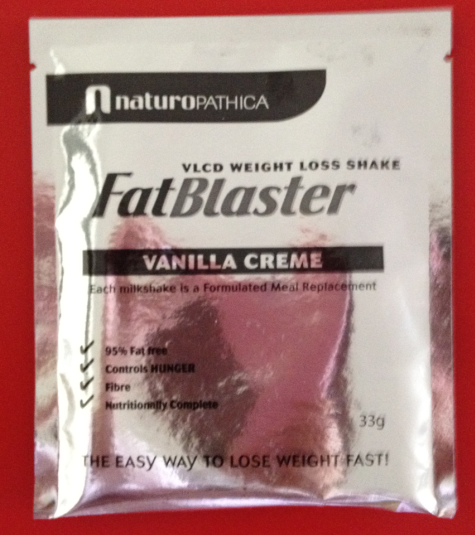 naturoPATHICA
VLCD WEIGHT LOSS SHAKE
FatBlaster
VANILLA CREME
Each milkshake is a Formulated Meal Replacement
95% Fat free
Controls HUNGER
Fibre
Nutritionally Complete
33g
THE EASY WAY TO LOSE WEIGHT FAST!